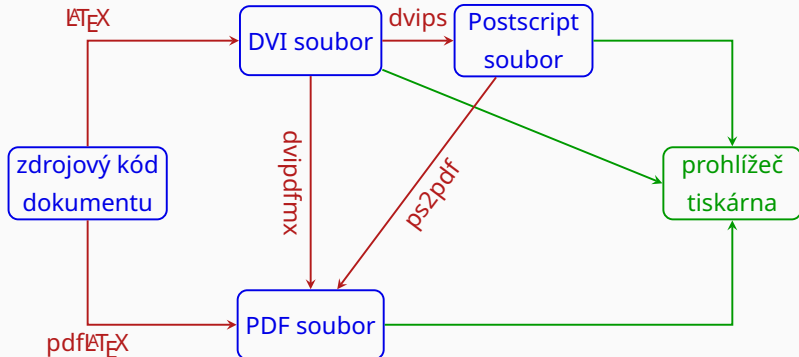 LATEX
DVI soubor
dvips
Postscript
soubor
zdrojový kód
dokumentu
dvipdfmx
ps2pdf
prohlížeč
tiskárna
PDF soubor
pdfLATEX